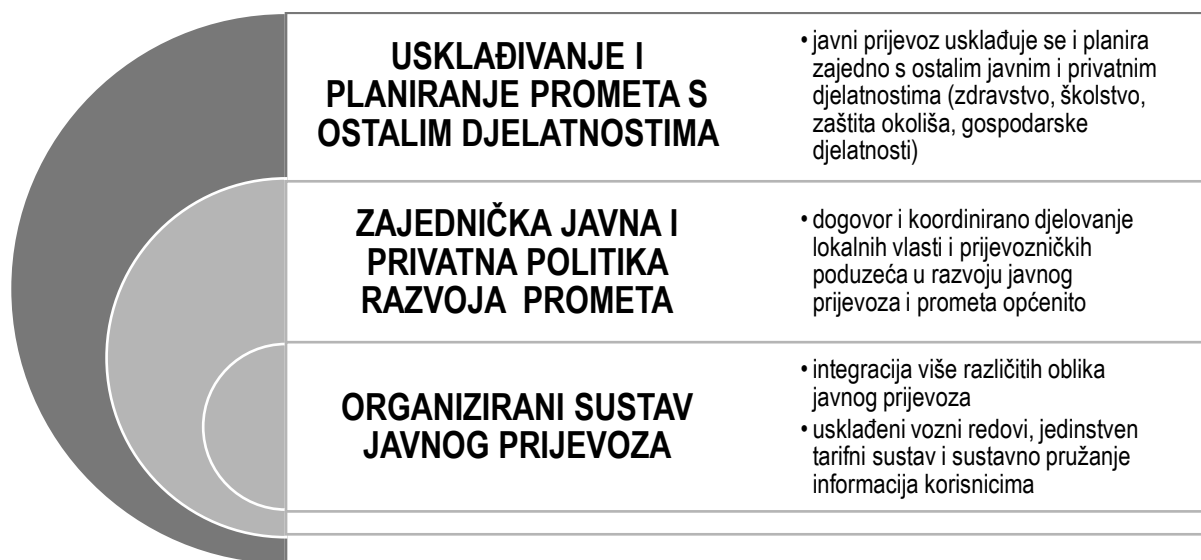 USKLAĐIVANJE I
PLANIRANJE PROMETA S
OSTALIM DJELATNOSTIMA
• javni prijevoz usklađuje se i planira
zajedno s ostalim javnim i privatnim
djelatnostima (zdravstvo, školstvo,
zaštita okoliša, gospodarske
djelatnosti)
ZAJEDNIČKA JAVNA I
PRIVATNA POLITIKA
RAZVOJA PROMETA
• dogovor i koordinirano djelovanje
lokalnih vlasti i prijevozničkih
poduzeća u razvoju javnog
prijevoza i prometa općenito
ORGANIZIRANI SUSTAV
JAVNOG PRIJEVOZA
• integracija više različitih oblika
javnog prijevoza
• usklađeni vozni redovi, jedinstven
tarifni sustav i sustavno pružanje
informacija korisnicima